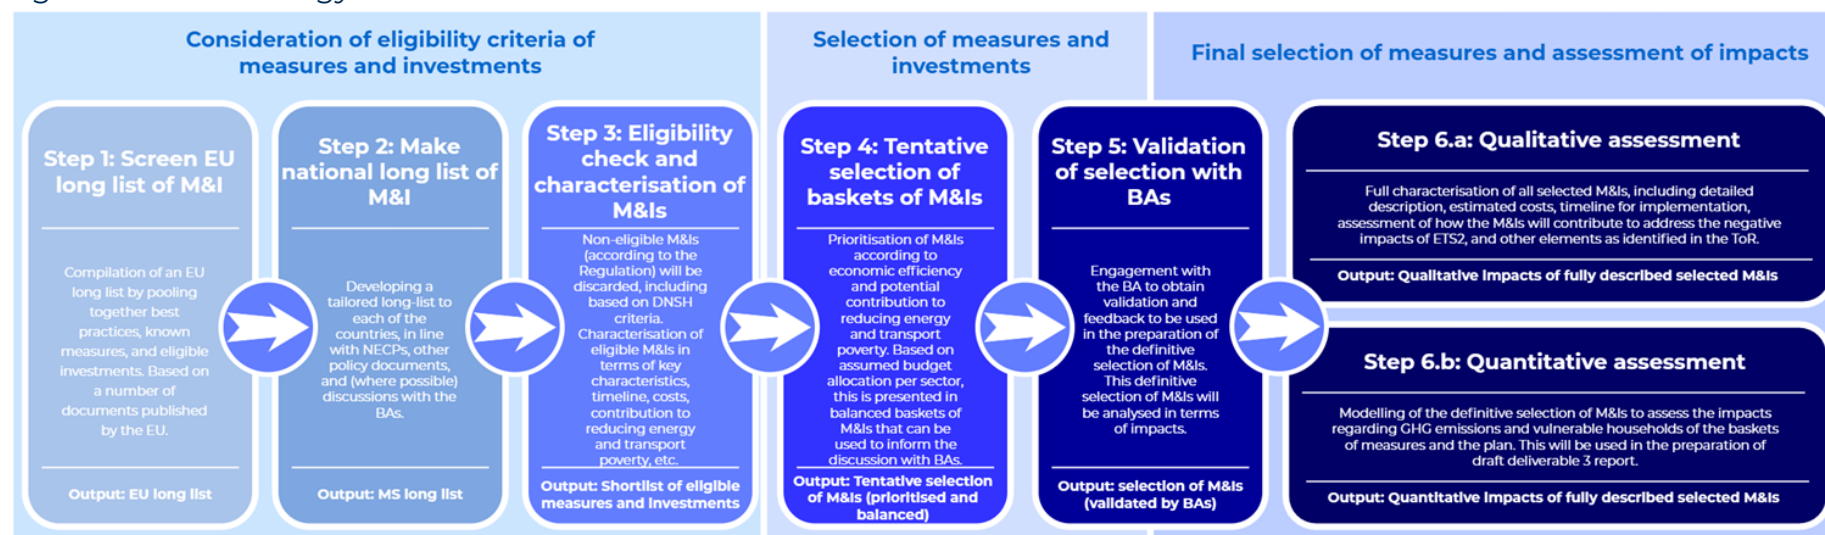 Consideration of eligibility criteria of
measures and investments
Selection of measures and
investments
Final selection of measures and assessment of impacts
Step 1: Screen EU
long list of M&I
Compilation of an EU
long list by pooling
together best
practices, known
measures, and eligible
investments. Based on
a number of
documents published
by the EU.
Output: EU long list
Step 2: Make
national long list of
M&I
Developing a
tailored long-list to
each of the
countries, in line
with NECPs, other
policy documents,
and (where possible)
discussions with the
BAs.
Output: MS long list
Step 3: Eligibility
check and
characterisation of
M&Is
Non-eligible M&Is
(according to the
Regulation) will be
discarded, including
based on DNSH
criteria.
Characterisation of
eligible M&Is in
terms of key
characteristics,
timeline, costs,
contribution to
reducing energy
and transport
poverty, etc.
Output: Shortlist of eligible
measures and investments
Step 4: Tentative
selection of
baskets of M&Is
Prioritisation of M&Is
according to
economic efficiency
and potential
contribution to
reducing energy
and transport
poverty. Based on
assumed budget
allocation per sector,
this is presented in
balanced baskets of
M&Is that can be
used to inform the
discussion with BAs.
Output: Tentative selection
of M&Is (prioritised and
balanced)
Step 5: Validation
of selection with
BAs
Engagement with
the BA to obtain
validation and
feedback to be used
in the preparation of
the definitive
selection of M&Is.
This definitive
selection of M&Is will
be analysed in terms
of impacts.
Output: selection of M&Is
(validated by BAs)
Step 6.a: Qualitative assessment
Full characterisation of all selected M&Is, including detailed
description, estimated costs, timeline for implementation,
assessment of how the M&Is will contribute to address the negative
impacts of ETS2, and other elements as identified in the ToR.
Output: Qualitative impacts of fully described selected M&Is
Step 6.b: Quantitative assessment
Modelling of the definitive selection of M&Is to assess the impacts
regarding GHG emissions and vulnerable households of the baskets
of measures and the plan. This will be used in the preparation of
draft deliverable 3 report.
Output: Quantitative impacts of fully described selected M&Is